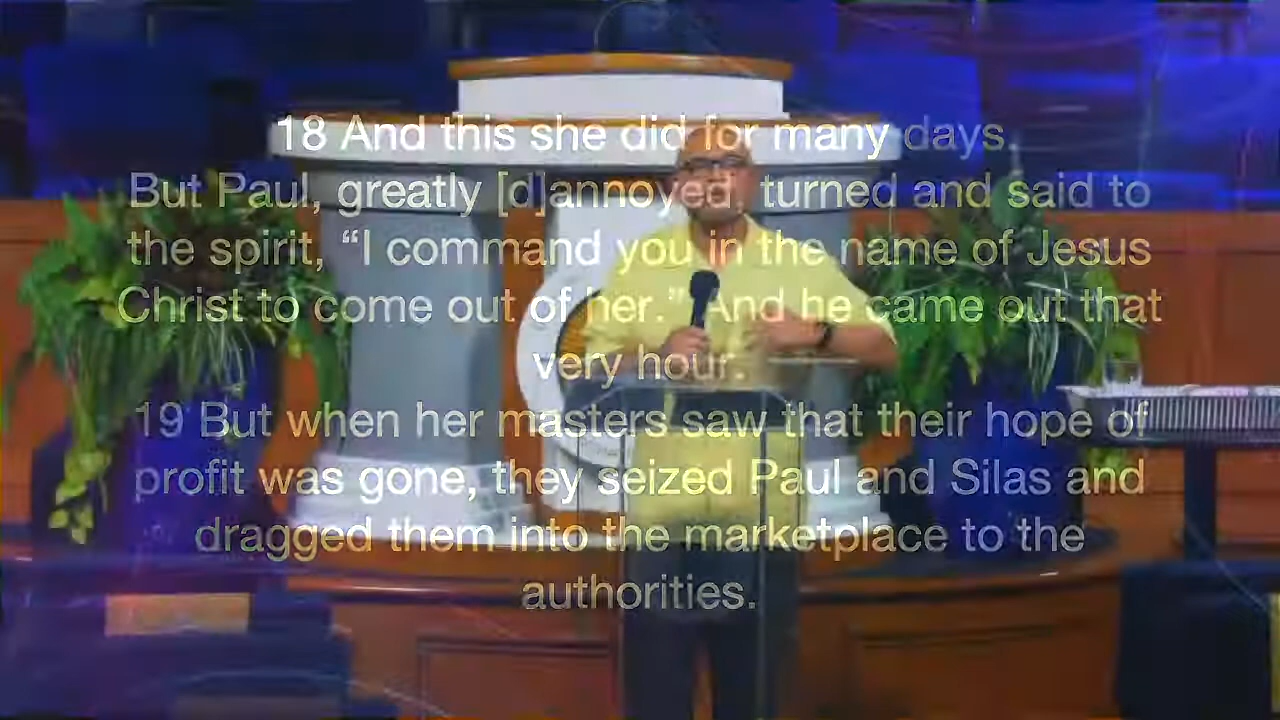 18 And this she did for many days.
But Paul, greatly [d]annoyed, turned and said to
the spirit, “I command you in the name of Jesus
Christ to come out of her.” And he came out that
very hour.
19 But when her masters saw that their hope of
profit was gone, they seized Paul and Silas and
dragged them into the marketplace to the
authorities.